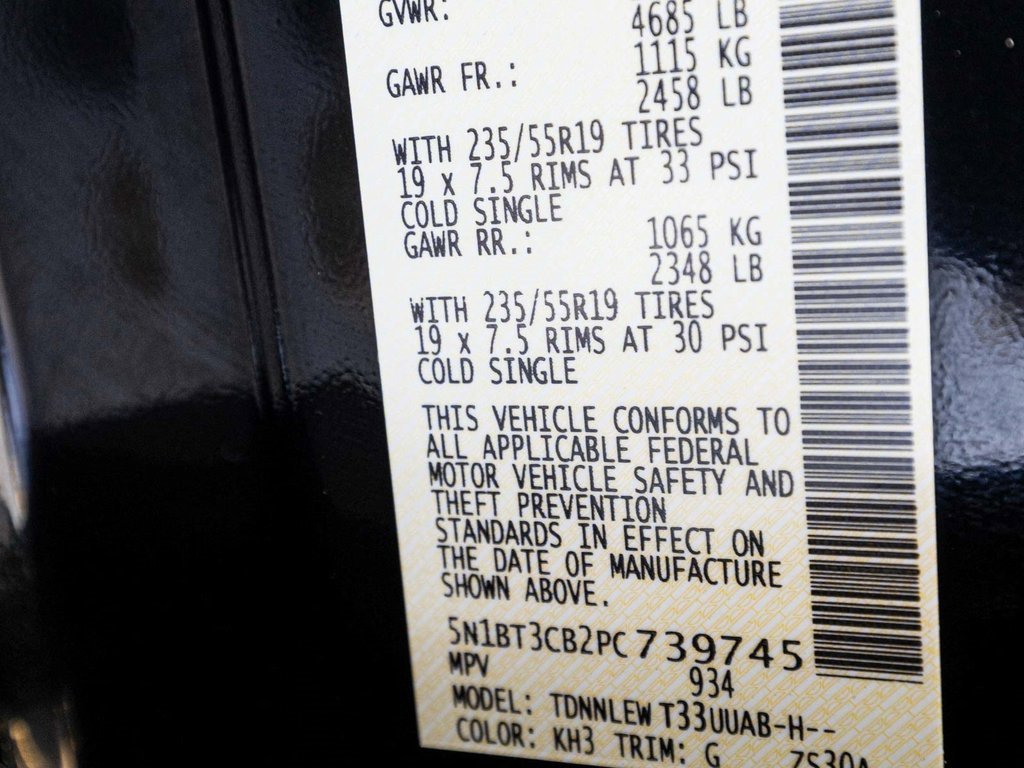 GVWR:
4685 LB
GAWR FR.: 1115 KG
2458 LB
WITH 235/55R19 TIRES
19 x 7.5 RIMS AT 33 PSI
COLD SINGLE
GAWR RR.: 1065 KG
2348 LB
WITH 235/55R19 TIRES
19 x 7.5 RIMS AT 30 PSI
COLD SINGLE
THIS VEHICLE CONFORMS TO
ALL APPLICABLE FEDERAL
MOTOR VEHICLE SAFETY AND
THEFT PREVENTION
STANDARDS IN EFFECT ON
THE DATE OF MANUFACTURE
SHOWN ABOVE.
5N1BT3CB2PC739745
MPV 934
MODEL: TDNNLEWT33UUAB-H--
COLOR: KH3 TRIM: G